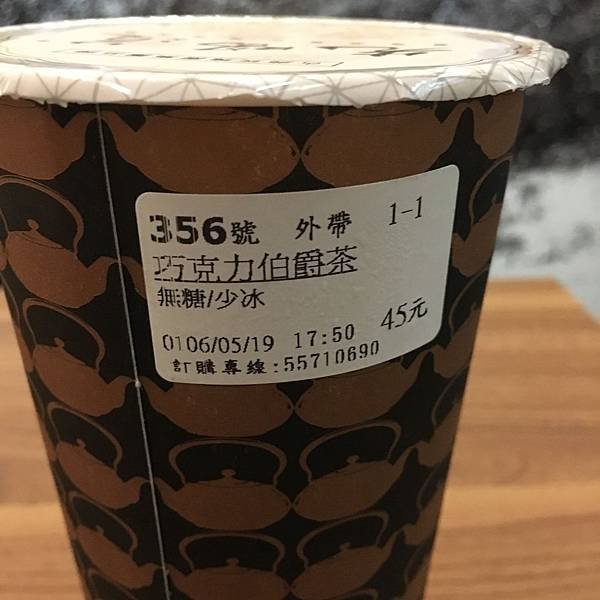 356號 外帶 1-1
巧克力伯爵茶
無糖/少冰
45元
0106/05/19 17:50
訂購專線:55710690